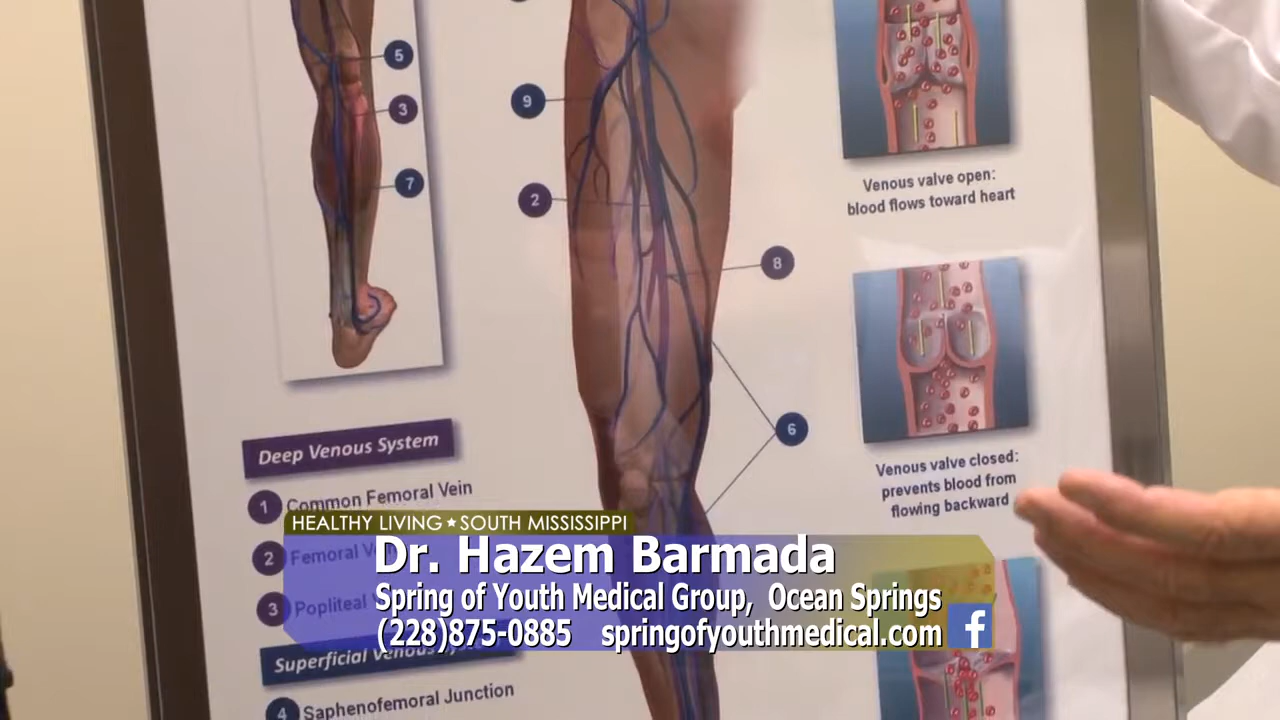 5
3
7
9
2
8
6
Venous valve open:
blood flows toward heart
Venous valve closed:
prevents blood from
flowing backward
Deep Venous System
1 Common Femoral Vein
2 Femoral
3 Popliteal
Superficial Venous
4 Saphenofemoral Junction
HEALTHY LIVING★SOUTH MISSISSIPPI
Dr. Hazem Barmada
Spring of Youth Medical Group, Ocean Springs
(228)875-0885 springofyouthmedical.com f